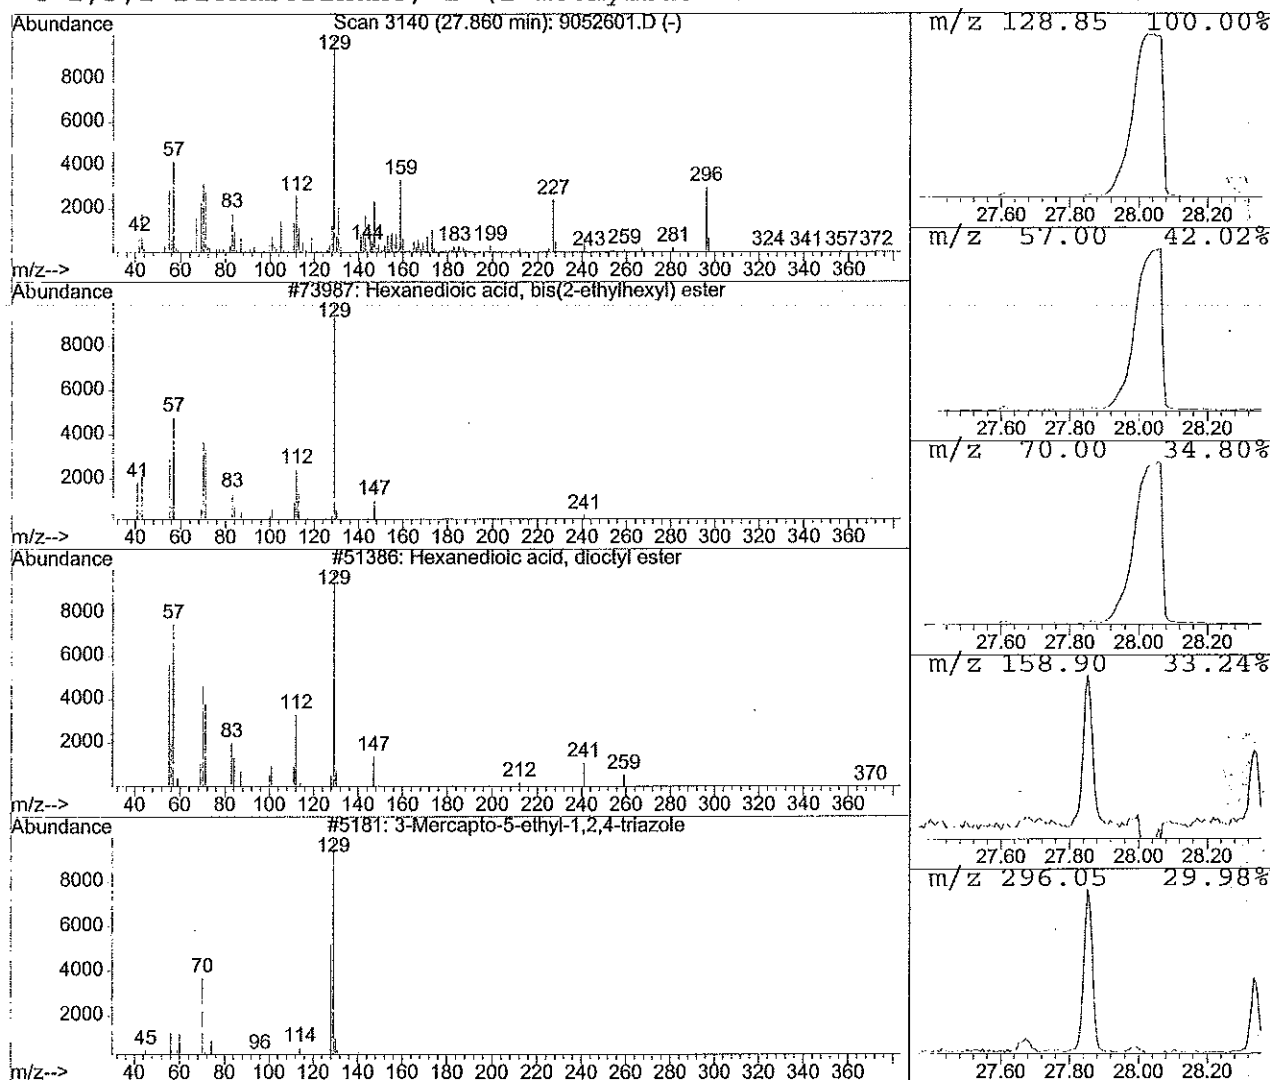 Abundance
Scan 3140 (27.860 min): 9052601.D (-)
129
8000
6000
4000
2000
57
42
83
112
144
159
183
199
227
243
259
281
296
324
341
357
372
m/z-->
40 60 80 100 120 140 160 180 200 220 240 260 280 300 320 340 360
Abundance
#73987: Hexanedioic acid, bis(2-ethylhexyl) ester
129
8000
6000
4000
2000
57
41
83
112
147
241
m/z-->
40 60 80 100 120 140 160 180 200 220 240 260 280 300 320 340 360
Abundance
#51386: Hexanedioic acid, dioctyl ester
129
8000
6000
4000
2000
57
83
112
147
212
241
259
370
m/z-->
40 60 80 100 120 140 160 180 200 220 240 260 280 300 320 340 360
Abundance
#5181: 3-Mercapto-5-ethyl-1,2,4-triazole
129
8000
6000
4000
2000
45
70
96
114
m/z-->
40 60 80 100 120 140 160 180 200 220 240 260 280 300 320 340 360
m/z 128.85 100.00%
27.60 27.80 28.00 28.20
m/z 57.00 42.02%
27.60 27.80 28.00 28.20
m/z 70.00 34.80%
27.60 27.80 28.00 28.20
m/z 158.90 33.24%
27.60 27.80 28.00 28.20
m/z 296.05 29.98%
27.60 27.80 28.00 28.20